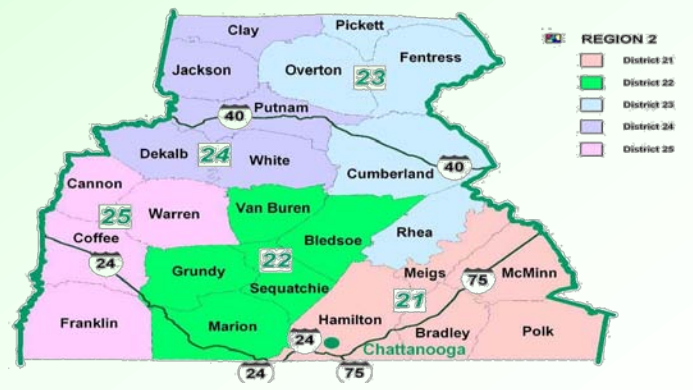 Clay
Pickett
Fentress
Jackson
Overton
23
Putnam
40
Dekalb
24
White
Cumberland
40
Cannon
25
Warren
Van Buren
Coffee
24
Bledsoe
Rhea
Grundy
22
Sequatchie
Meigs
75
McMinn
21
Franklin
Marion
24
Hamilton
Bradley
Polk
Chattanooga
24
75
REGION 2
District 21
District 22
District 23
District 24
District 25